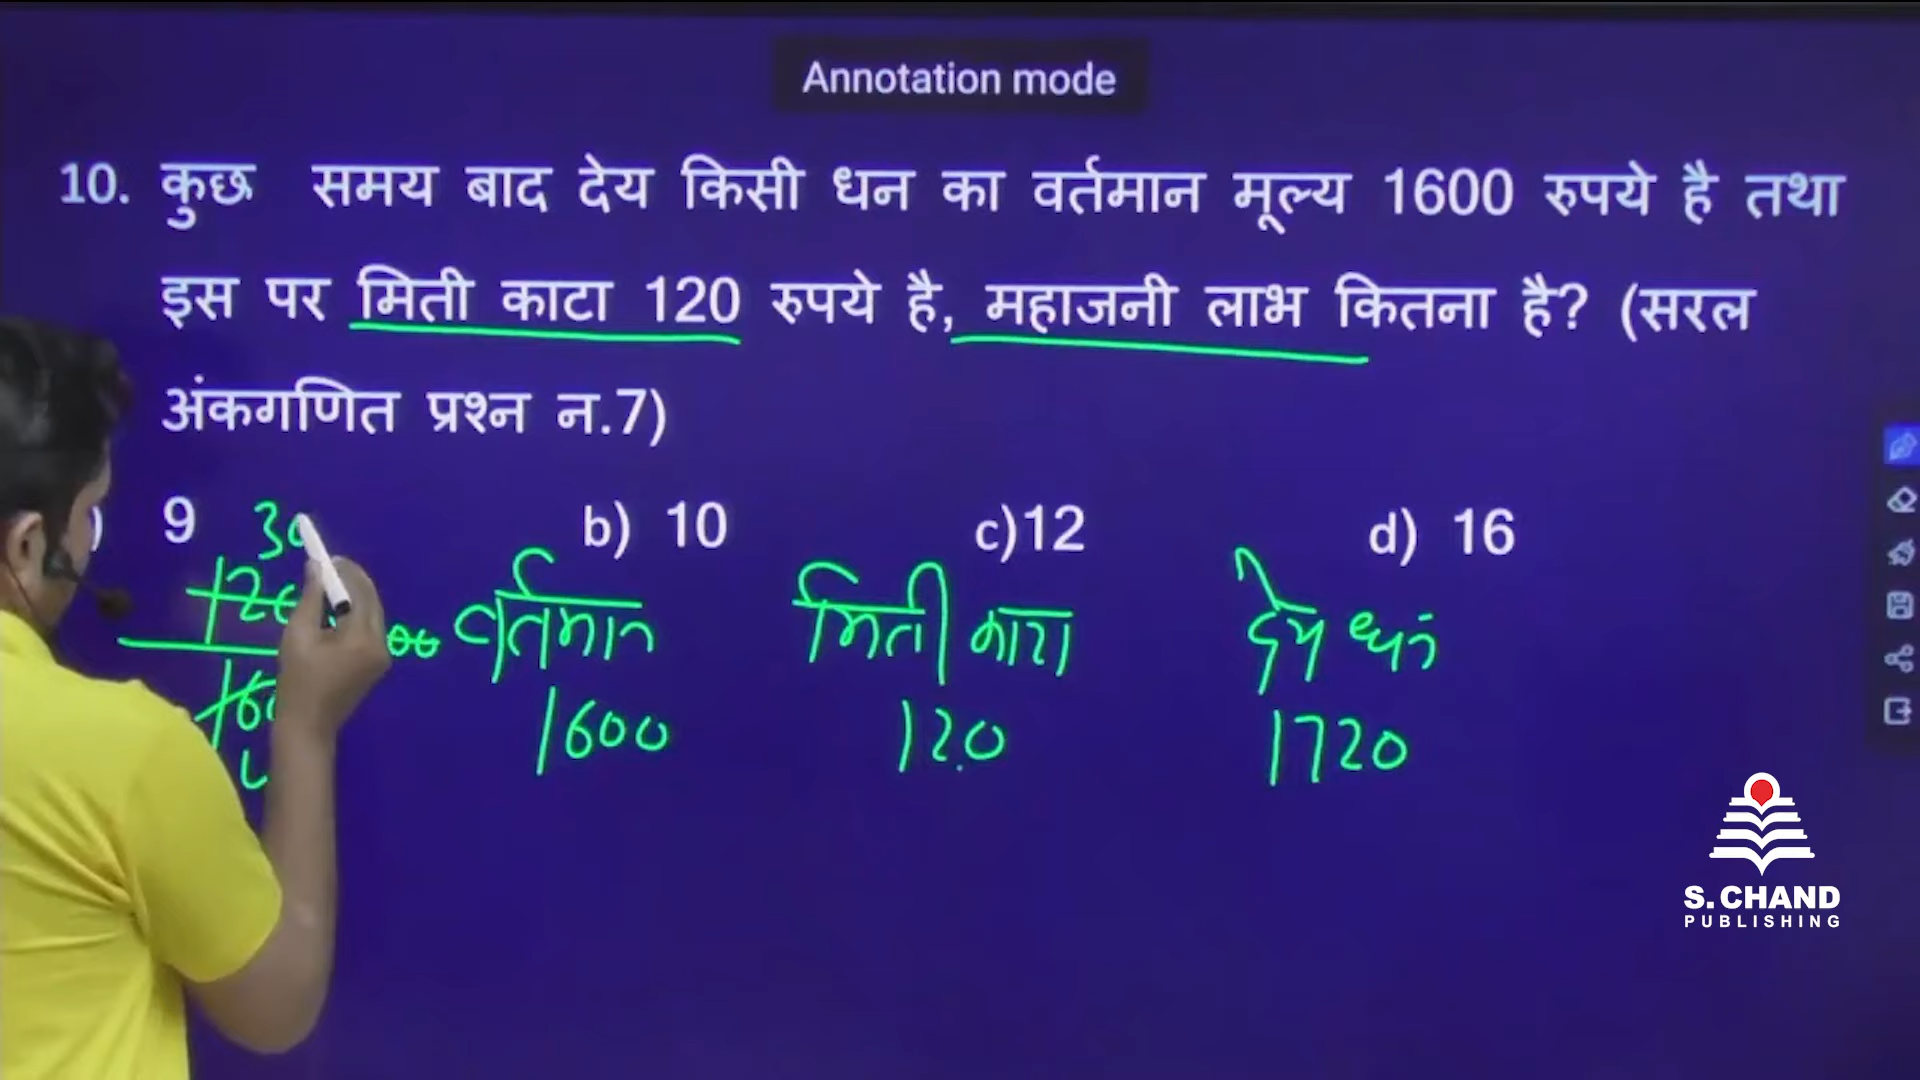 Annotation mode
10. कुछ समय बाद देय किसी धन का वर्तमान मूल्य 1600 रुपये है तथा
इस पर मिती काटा 120 रुपये है, महाजनी लाभ कितना है? (सरल
अंकगणित प्रश्न न.7)
) 9 b) 10 c)12 d) 16
30
वर्तमान मिती काटा देय धन
1600 120 1720
S. CHAND
PUBLISHING